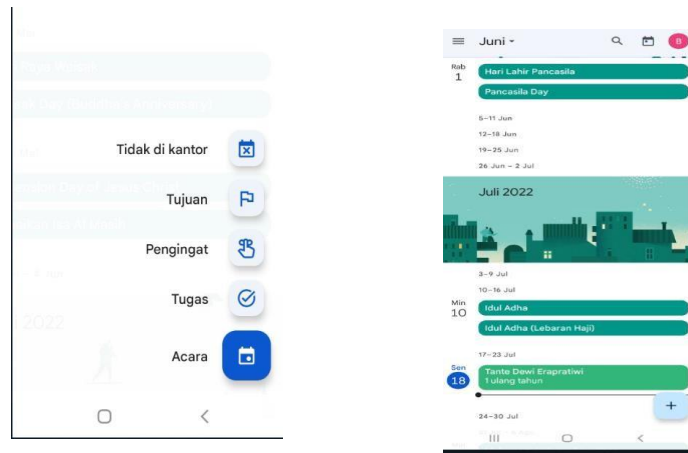 Tidak di kantor
Tujuan
Pengingat
Tugas
Acara
2022
Juni
B
Rab
1
Hari Lahir Pancasila
Pancasila Day
5–11 Jun
12–18 Jun
19–25 Jun
26 Jun – 2 Jul
Juli 2022
3–9 Jul
10–16 Jul
Min
10
Idul Adha
Idul Adha (Lebaran Haji)
17–23 Jul
Sen
18
Tante Dewi Erapratiwi
1 ulang tahun
24–30 Jul